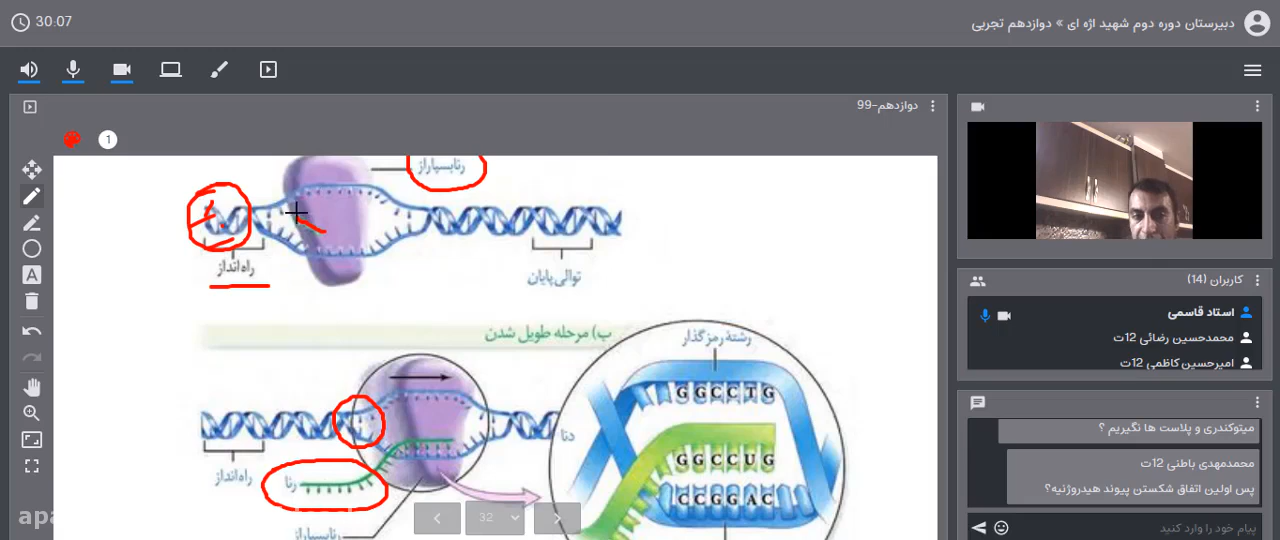 30:07
دبیرستان دوره دوم شهید اژه ای » دوازدهم تجربی
دوازدهم-99
1
رنابسپاراز
راه‌انداز
توالی پایان
ب) مرحله طویل شدن
رشتهٔ رمزگذار
GGCCTG
دنا
GGCCUG
راه‌انداز
رنا
CCGGAC
رنابسپاراز
32
apa
کاربران (14)
استاد قاسمی
محمدحسین رضائی 12ت
امیرحسین کاظمی 12ت
میتوکندری و پلاست ها نگیریم ؟
محمدمهدی باطنی 12ت
پس اولین اتفاق شکستن پیوند هیدروژنیه؟
پیام خود را وارد کنید